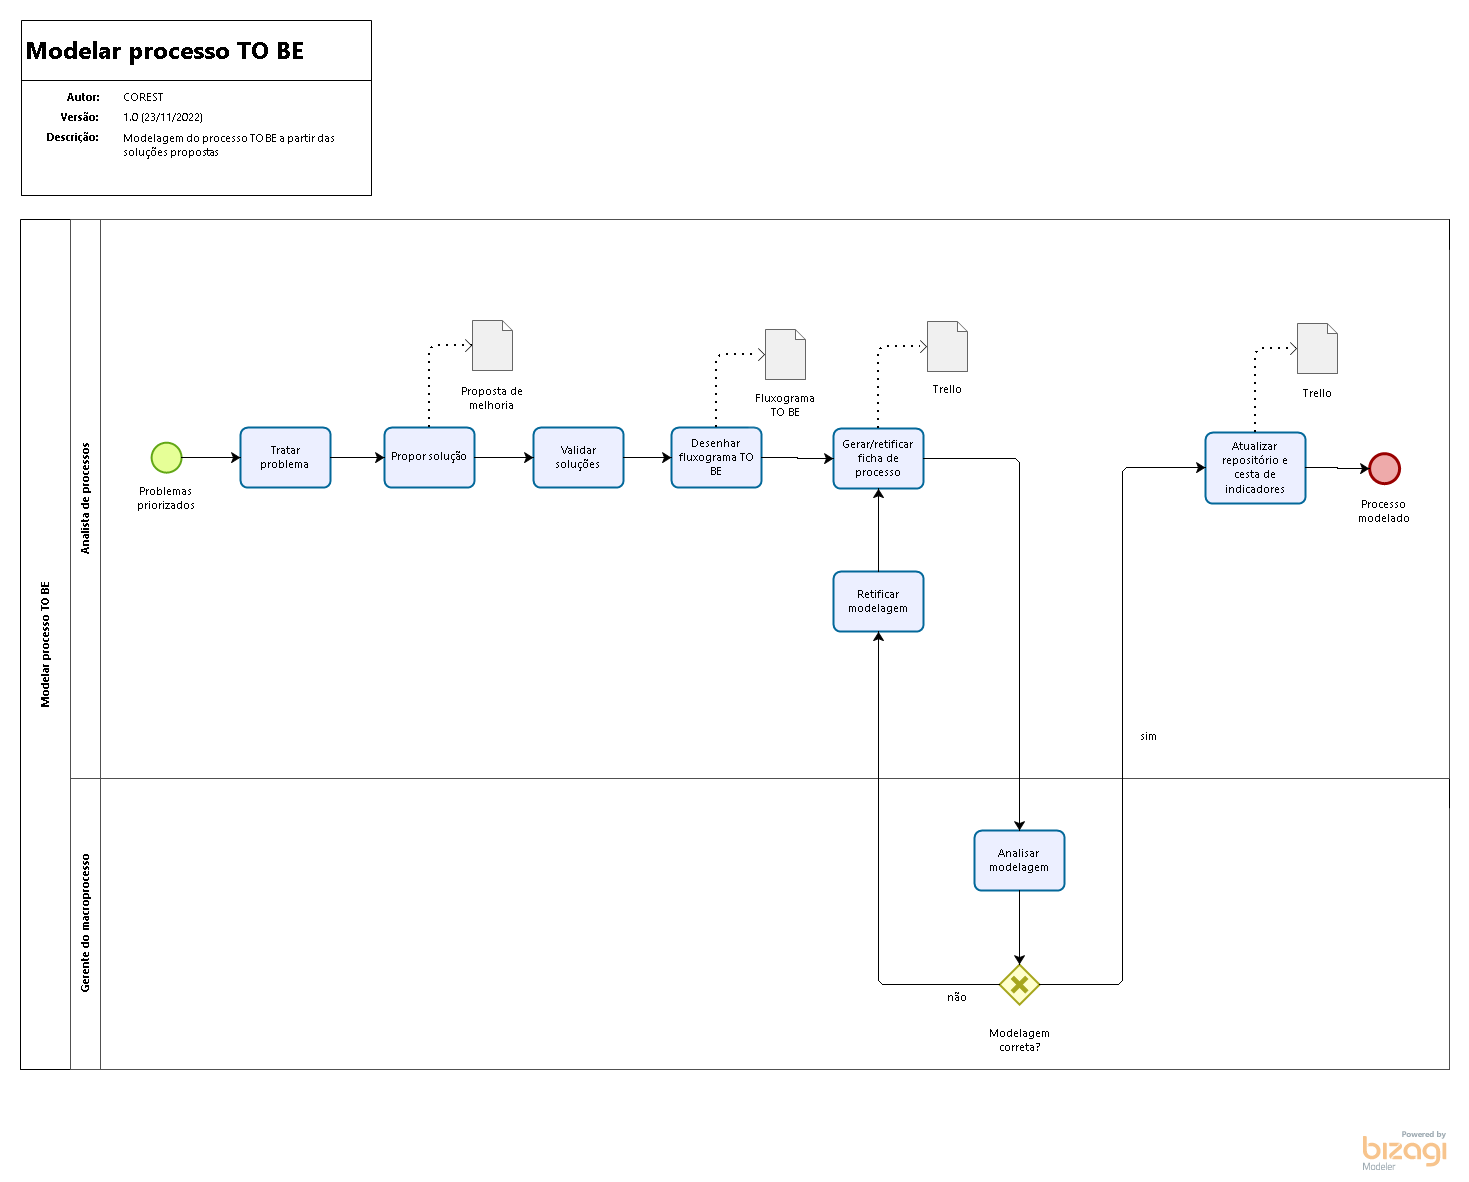 Modelar processo TO BE
Autor: COREST
Versão: 1.0 (23/11/2022)
Descrição: Modelagem do processo TO BE a partir das
soluções propostas
Modelar processo TO BE
Analista de processos
Problemas
priorizados
Tratar
problema
Propor solução
Proposta de
melhoria
Validar
soluções
Desenhar
fluxograma TO
BE
Fluxograma
TO BE
Gerar/retificar
ficha de
processo
Trello
Retificar
modelagem
Atualizar
repositório e
cesta de
indicadores
Trello
Processo
modelado
sim
Gerente do macroprocesso
Analisar
modelagem
não
Modelagem
correta?
Powered by
bizagi
Modeler